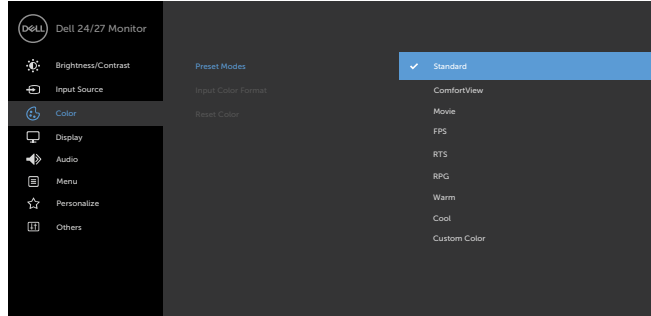 DELL Dell 24/27 Monitor
Brightness/Contrast
Input Source
Color
Display
Audio
Menu
Personalize
Others
Preset Modes
Input Color Format
Reset Color
Standard
ComfortView
Movie
FPS
RTS
RPG
Warm
Cool
Custom Color